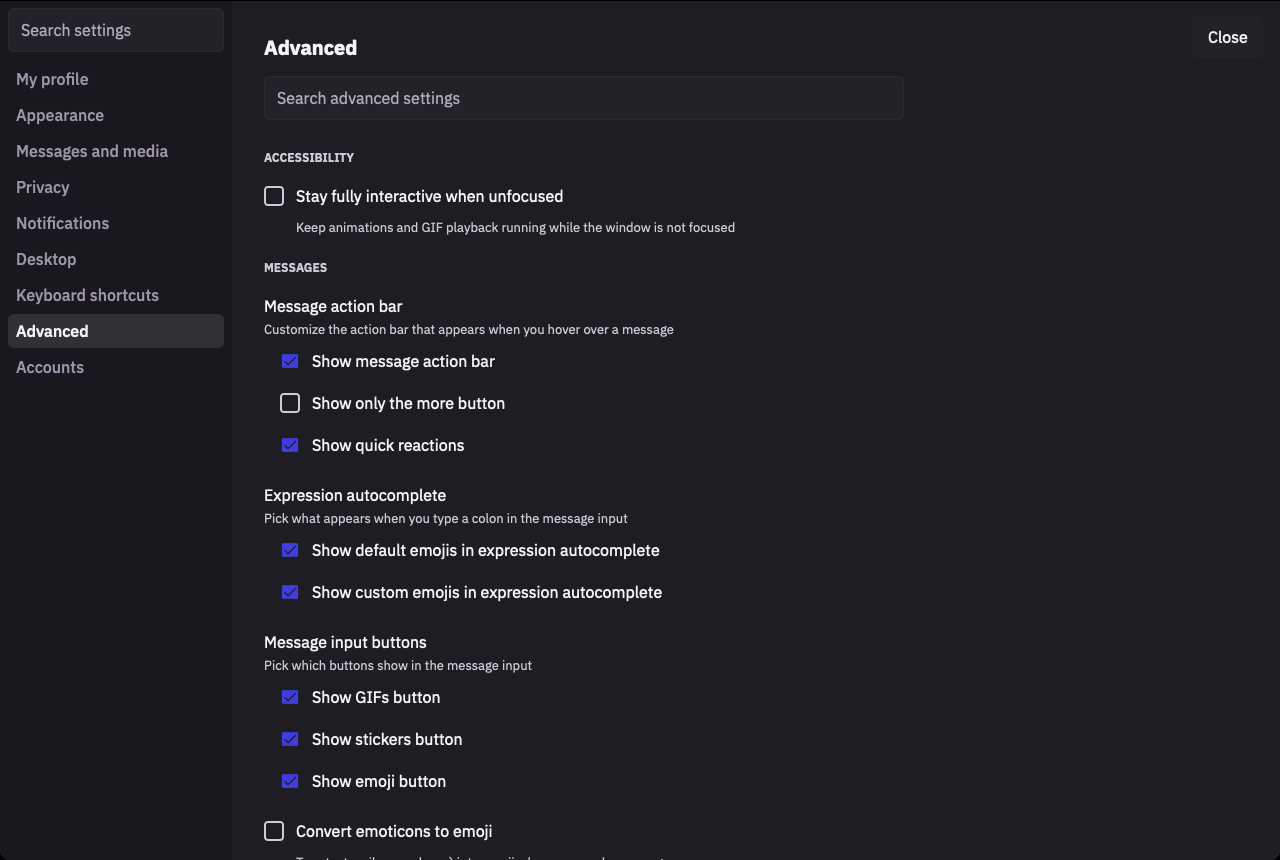 Search settings
My profile
Appearance
Messages and media
Privacy
Notifications
Desktop
Keyboard shortcuts
Advanced
Accounts
Advanced
Close
Search advanced settings
ACCESSIBILITY
Stay fully interactive when unfocused
Keep animations and GIF playback running while the window is not focused
MESSAGES
Message action bar
Customize the action bar that appears when you hover over a message
Show message action bar
Show only the more button
Show quick reactions
Expression autocomplete
Pick what appears when you type a colon in the message input
Show default emojis in expression autocomplete
Show custom emojis in expression autocomplete
Message input buttons
Pick which buttons show in the message input
Show GIFs button
Show stickers button
Show emoji button
Convert emoticons to emoji